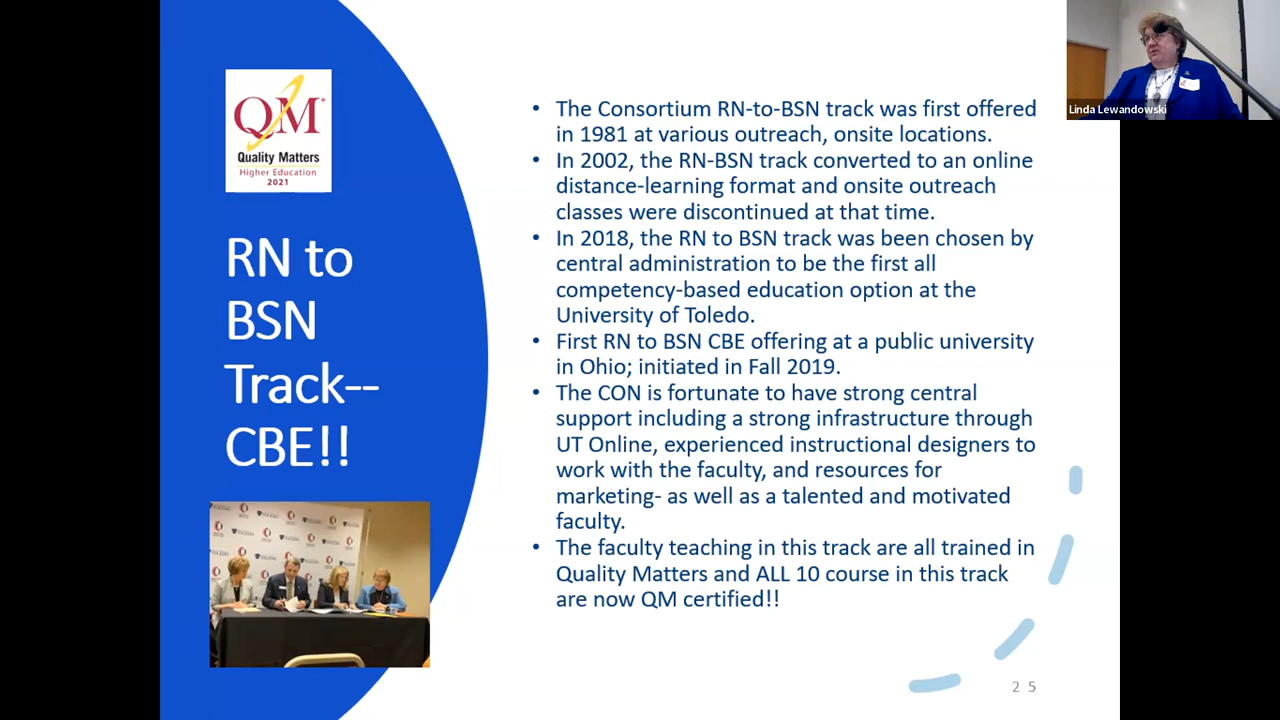 QM
Quality Matters
Higher Education
2021
RN to
BSN
Track--
CBE!!
• The Consortium RN-to-BSN track was first offered
in 1981 at various outreach, onsite locations.
• In 2002, the RN-BSN track converted to an online
distance-learning format and onsite outreach
classes were discontinued at that time.
• In 2018, the RN to BSN track was been chosen by
central administration to be the first all
competency-based education option at the
University of Toledo.
• First RN to BSN CBE offering at a public university
in Ohio; initiated in Fall 2019.
• The CON is fortunate to have strong central
support including a strong infrastructure through
UT Online, experienced instructional designers to
work with the faculty, and resources for
marketing- as well as a talented and motivated
faculty.
• The faculty teaching in this track are all trained in
Quality Matters and ALL 10 course in this track
are now QM certified!!
25
Linda Lewandowski